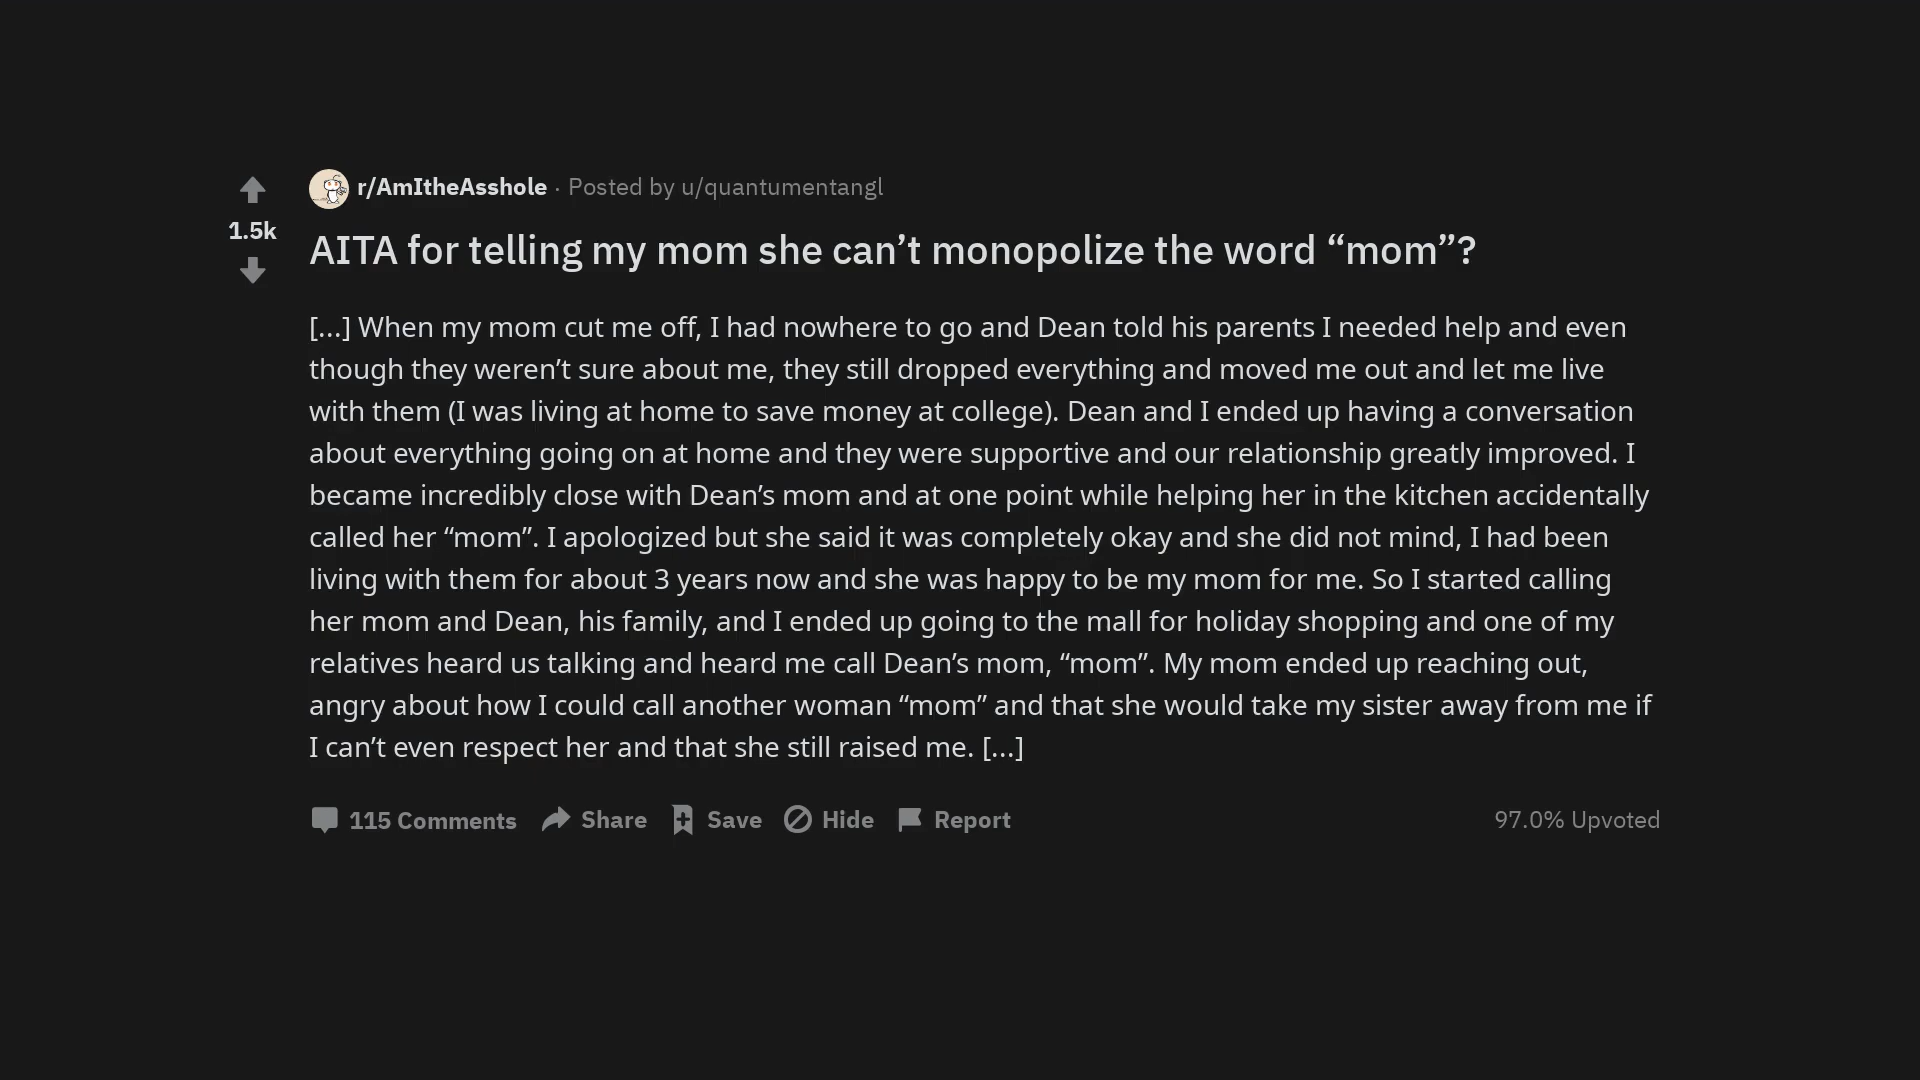 r/AmItheAsshole · Posted by u/quantumentangl
1.5k
AITA for telling my mom she can’t monopolize the word “mom”?
[...] When my mom cut me off, I had nowhere to go and Dean told his parents I needed help and even
though they weren’t sure about me, they still dropped everything and moved me out and let me live
with them (I was living at home to save money at college). Dean and I ended up having a conversation
about everything going on at home and they were supportive and our relationship greatly improved. I
became incredibly close with Dean’s mom and at one point while helping her in the kitchen accidentally
called her “mom”. I apologized but she said it was completely okay and she did not mind, I had been
living with them for about 3 years now and she was happy to be my mom for me. So I started calling
her mom and Dean, his family, and I ended up going to the mall for holiday shopping and one of my
relatives heard us talking and heard me call Dean’s mom, “mom”. My mom ended up reaching out,
angry about how I could call another woman “mom” and that she would take my sister away from me if
I can’t even respect her and that she still raised me. [...]
115 Comments Share Save Hide Report 97.0% Upvoted